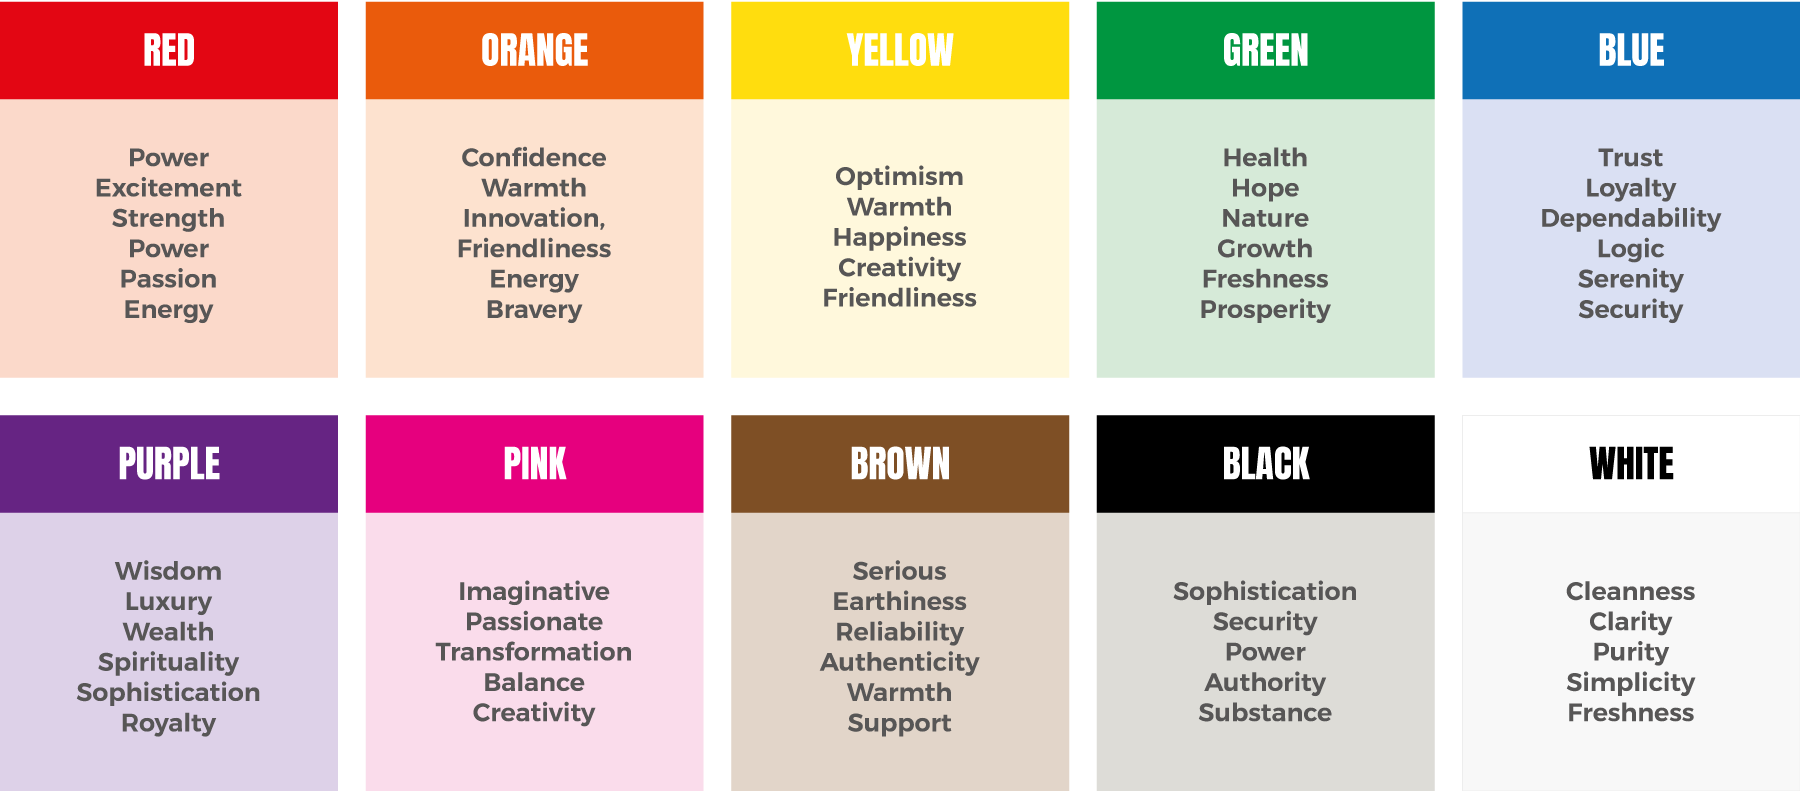 RED
Power
Excitement
Strength
Power
Passion
Energy
ORANGE
Confidence
Warmth
Innovation,
Friendliness
Energy
Bravery
YELLOW
Optimism
Warmth
Happiness
Creativity
Friendliness
GREEN
Health
Hope
Nature
Growth
Freshness
Prosperity
BLUE
Trust
Loyalty
Dependability
Logic
Serenity
Security
PURPLE
Wisdom
Luxury
Wealth
Spirituality
Sophistication
Royalty
PINK
Imaginative
Passionate
Transformation
Balance
Creativity
BROWN
Serious
Earthiness
Reliability
Authenticity
Warmth
Support
BLACK
Sophistication
Security
Power
Authority
Substance
WHITE
Cleanness
Clarity
Purity
Simplicity
Freshness